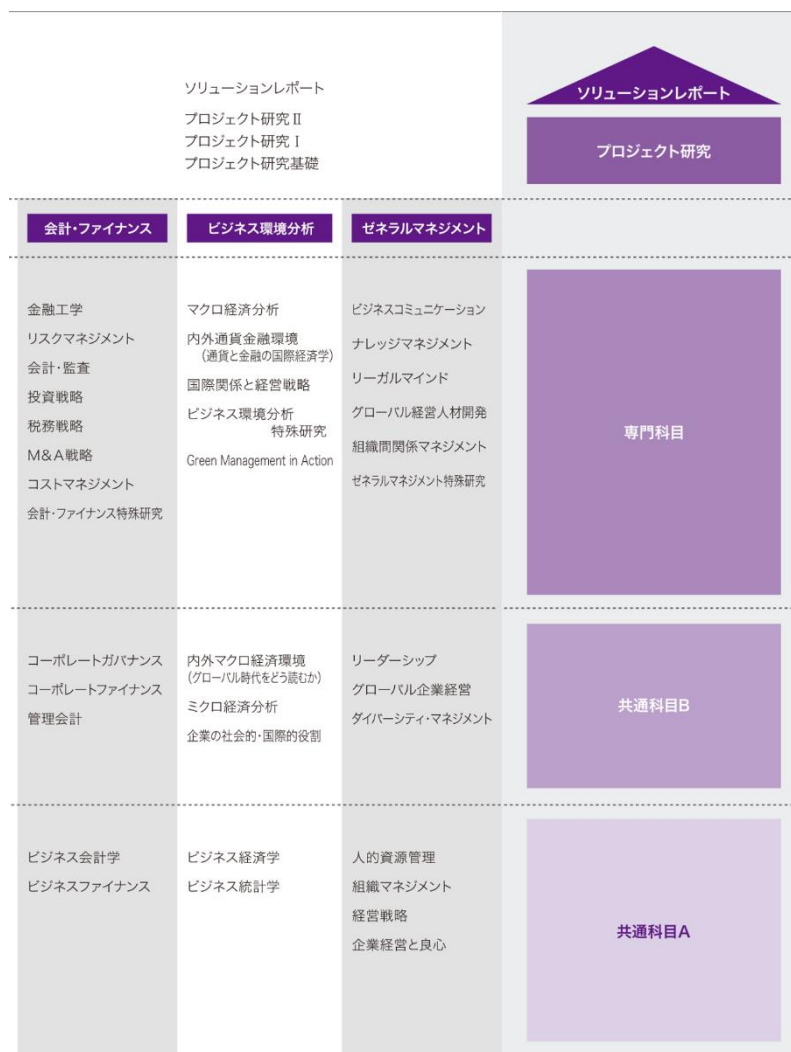 ソリューションレポート
プロジェクト研究 II
プロジェクト研究 I
プロジェクト研究基礎
ソリューションレポート
プロジェクト研究
会計・ファイナンス
ビジネス環境分析
ゼネラルマネジメント
金融工学
リスクマネジメント
会計・監査
投資戦略
税務戦略
M&A戦略
コストマネジメント
会計・ファイナンス特殊研究
マクロ経済分析
内外通貨金融環境
(通貨と金融の国際経済学)
国際関係と経営戦略
ビジネス環境分析
特殊研究
Green Management in Action
ビジネスコミュニケーション
ナレッジマネジメント
リーガルマインド
グローバル経営人材開発
組織間関係マネジメント
ゼネラルマネジメント特殊研究
専門科目
コーポレートガバナンス
コーポレートファイナンス
管理会計
内外マクロ経済環境
(グローバル時代をどう読むか)
ミクロ経済分析
企業の社会的・国際的役割
リーダーシップ
グローバル企業経営
ダイバーシティ・マネジメント
共通科目B
ビジネス会計学
ビジネスファイナンス
ビジネス経済学
ビジネス統計学
人的資源管理
組織マネジメント
経営戦略
企業経営と良心
共通科目A